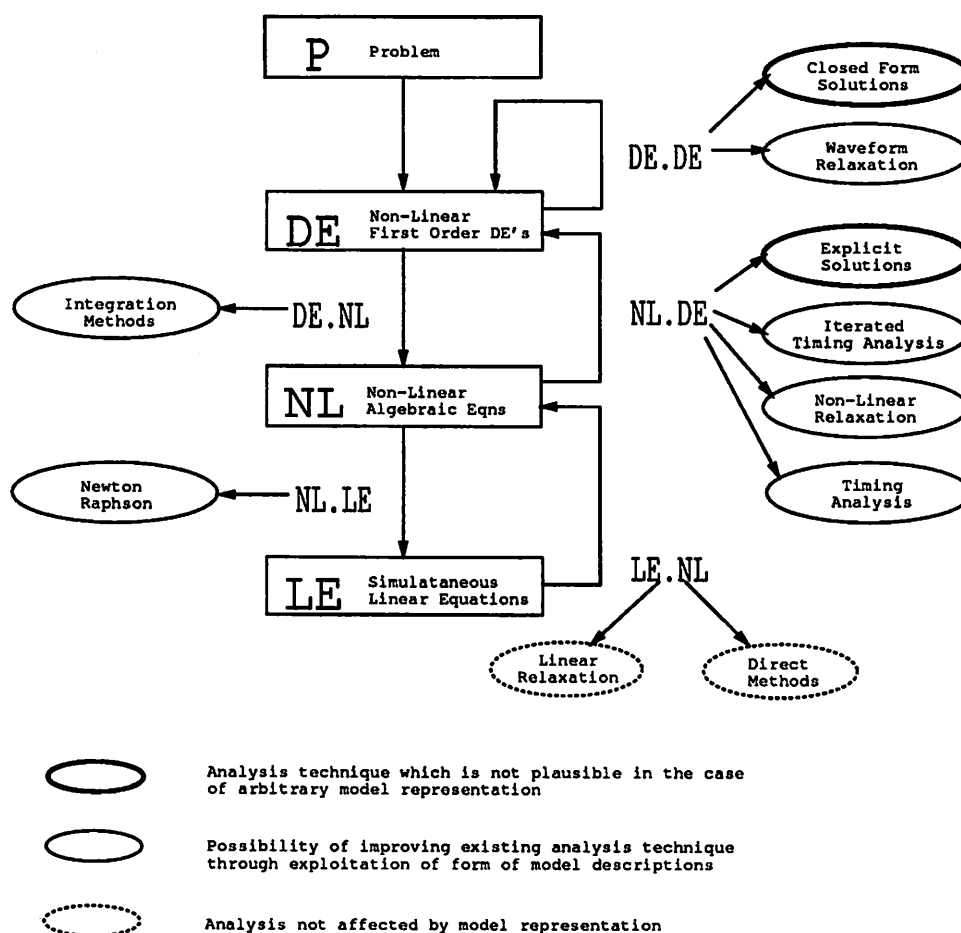 P Problem
Closed Form
Solutions
DE.DE
Waveform
Relaxation
DE Non-Linear
First Order DE's
Explicit
Solutions
Integration
Methods
DE.NL
NL.DE
Iterated
Timing Analysis
NL Non-Linear
Algebraic Eqns
Non-Linear
Relaxation
Newton
Raphson
NL.LE
Timing
Analysis
LE Simulataneous
Linear Equations
LE.NL
Linear
Relaxation
Direct
Methods
Analysis technique which is not plausible in the case
of arbitrary model representation
Possibility of improving existing analysis technique
through exploitation of form of model descriptions
Analysis not affected by model representation